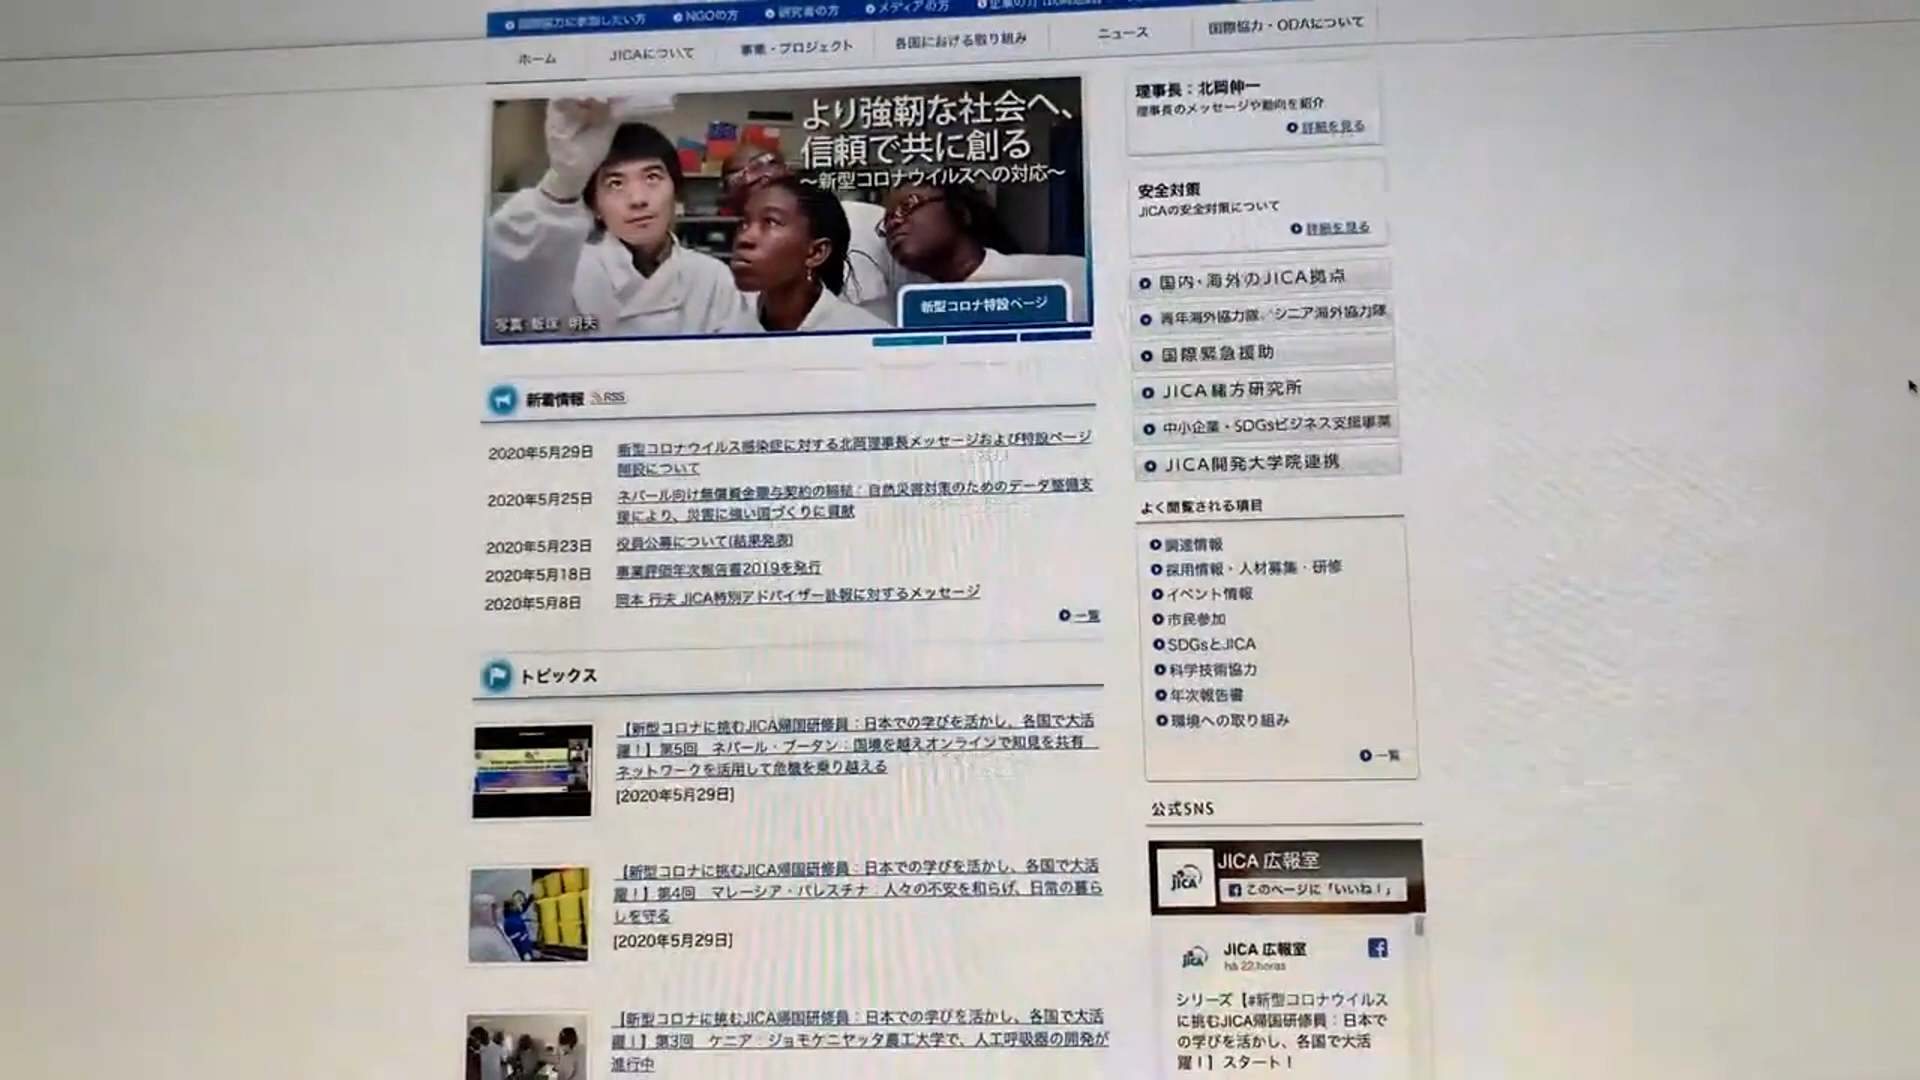 国際協力に参加したい方 NGOの方 研究者の方 メディアの方
ホーム JICAについて 事業・プロジェクト 各国における取り組み ニュース 国際協力・ODAについて
より強靭な社会へ、
信頼で共に創る
〜新型コロナウイルスへの対応〜
新型コロナ特設ページ
写真 飯塚 明夫
新着情報 RSS
2020年5月29日 新型コロナウイルス感染症に対する北岡理事長メッセージおよび特設ページ
開設について
2020年5月25日 ネパール向け無償資金贈与契約の締結：自然災害対策のためのデータ整備支
援により、災害に強い国づくりに貢献
2020年5月23日 役員公募について(結果発表)
2020年5月18日 事業評価年次報告書2019を発行
2020年5月8日 岡本 行夫 JICA特別アドバイザー訃報に対するメッセージ
一覧
トピックス
【新型コロナに挑むJICA帰国研修員：日本での学びを活かし、各国で大活
躍！】第5回 ネパール・ブータン：国境を越えオンラインで知見を共有
ネットワークを活用して危機を乗り越える
[2020年5月29日]
【新型コロナに挑むJICA帰国研修員：日本での学びを活かし、各国で大活
躍！】第4回 マレーシア・パレスチナ：人々の不安を和らげ、日常の暮ら
しを守る
[2020年5月29日]
【新型コロナに挑むJICA帰国研修員：日本での学びを活かし、各国で大活
躍！】第3回 ケニア：ジョモケニヤッタ農工大学で、人工呼吸器の開発が
進行中
理事長：北岡伸一
理事長のメッセージや動向を紹介
詳細を見る
安全対策
JICAの安全対策について
詳細を見る
国内・海外のJICA拠点
青年海外協力隊／シニア海外協力隊
国際緊急援助
JICA緒方研究所
中小企業・SDGsビジネス支援事業
JICA開発大学院連携
よく閲覧される項目
調達情報
採用情報・人材募集・研修
イベント情報
市民参加
SDGsとJICA
科学技術協力
年次報告書
環境への取り組み
一覧
公式SNS
JICA 広報室
このページに「いいね！」
JICA
JICA 広報室
há 22 horas
JICA
シリーズ【#新型コロナウイルス
に挑むJICA帰国研修員：日本で
の学びを活かし、各国で大活
躍！】スタート！